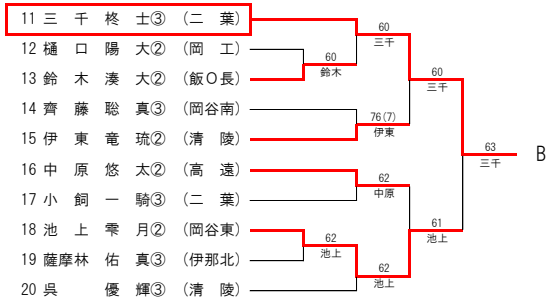 11 三 千 柊 士③ (二 葉)
12 樋 口 陽 大② (岡 工)
13 鈴 木 湊 大② (飯O長)
14 齊 藤 聡 真③ (岡谷南)
15 伊 東 竜 琉② (清 陵)
16 中 原 悠 太② (高 遠)
17 小 飼 一 騎③ (二 葉)
18 池 上 雫 月② (岡谷東)
19 薩摩林 佑 真③ (伊那北)
20 呉 優 輝③ (清 陵)
60
鈴木
60
三千
76(7)
伊東
60
三千
62
中原
62
池上
62
池上
61
池上
63
三千
B